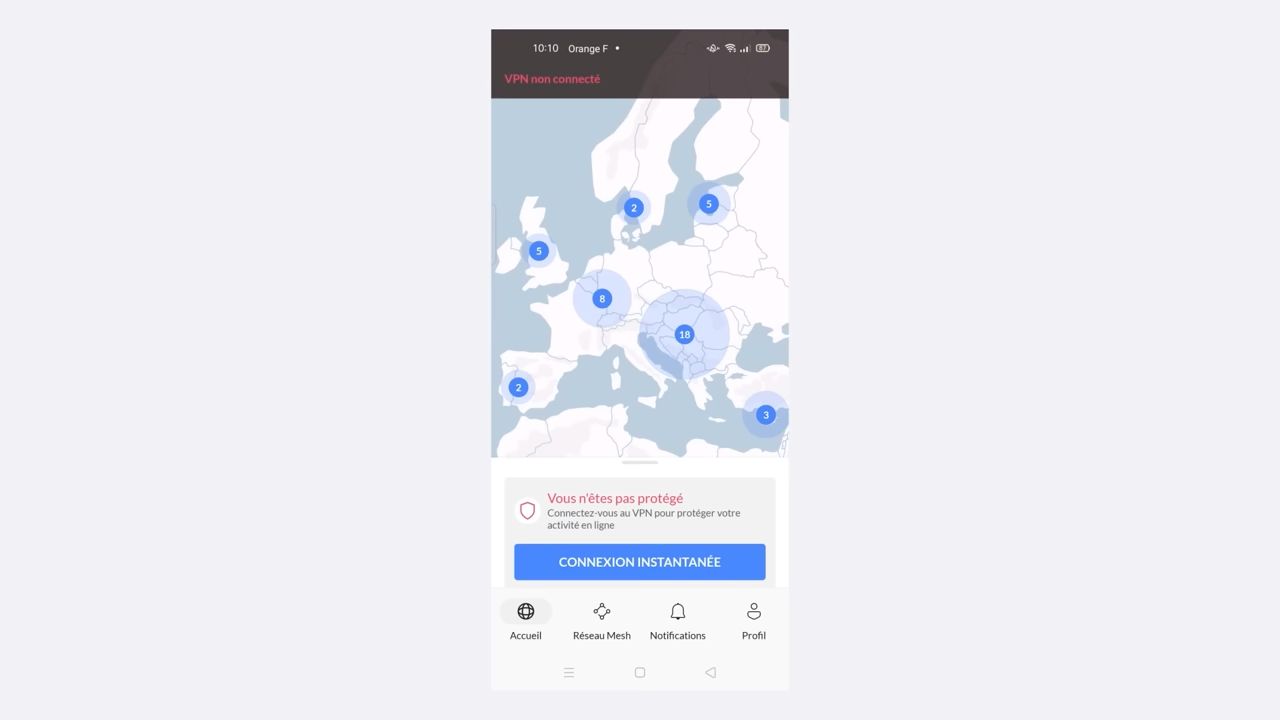 10:10 Orange F • 87
VPN non connecté
2
5
5
8
18
2
3
Vous n'êtes pas protégé
Connectez-vous au VPN pour protéger votre
activité en ligne
CONNEXION INSTANTANÉE
Accueil Réseau Mesh Notifications Profil